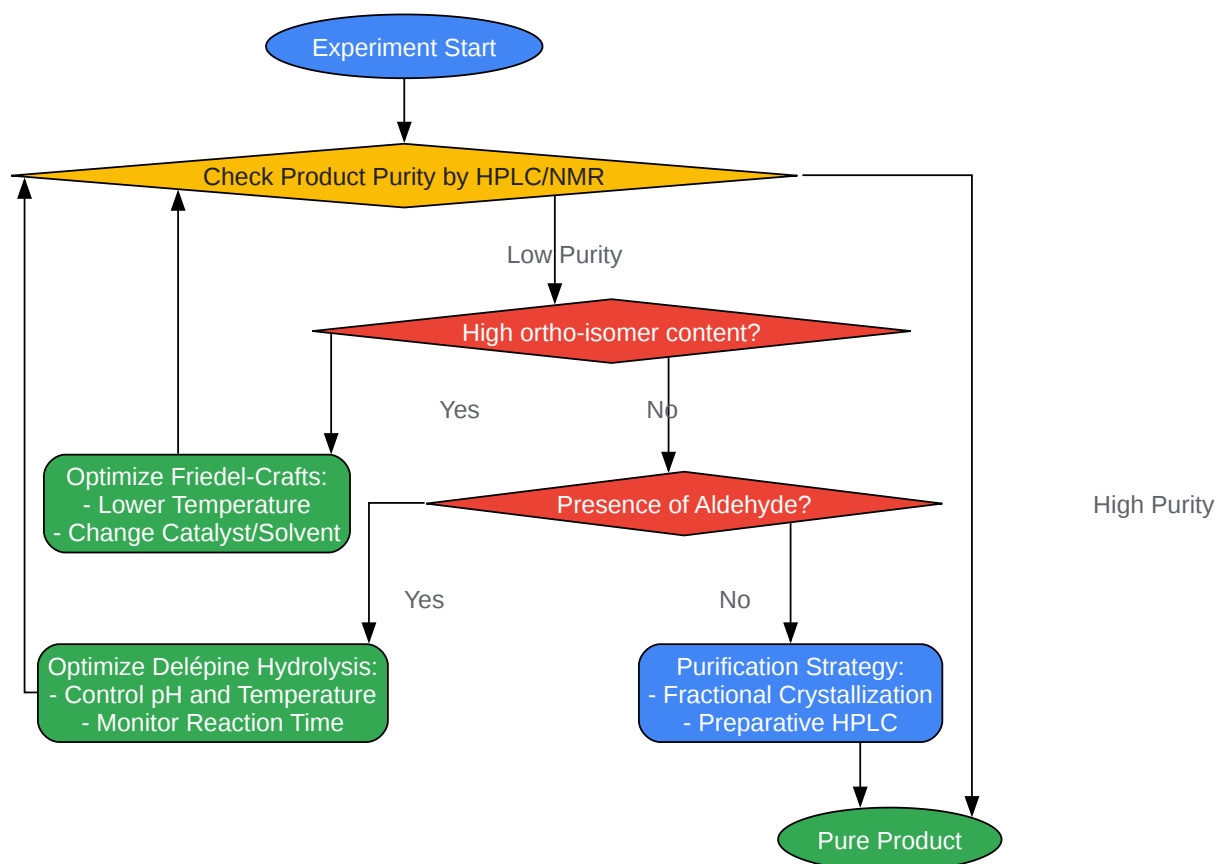 Experiment Start
Check Product Purity by HPLC/NMR
Low Purity
High ortho-isomer content?
Yes
No
Optimize Friedel-Crafts:
- Lower Temperature
- Change Catalyst/Solvent
Presence of Aldehyde?
High Purity
Yes
No
Optimize Delépine Hydrolysis:
- Control pH and Temperature
- Monitor Reaction Time
Purification Strategy:
- Fractional Crystallization
- Preparative HPLC
Pure Product